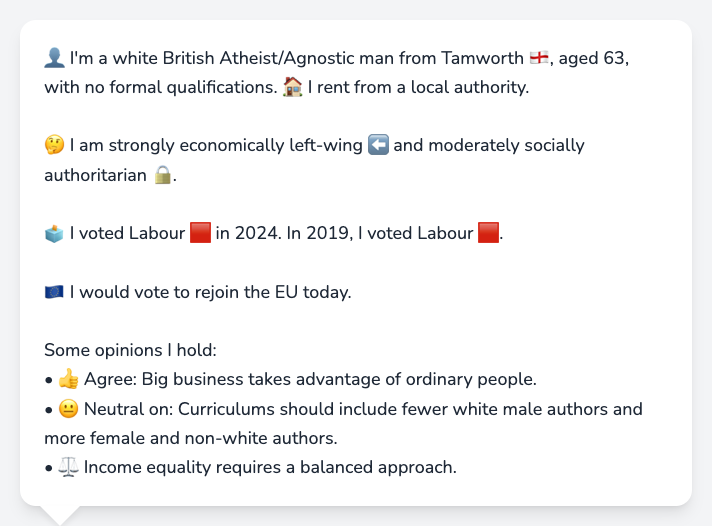 👤 I'm a white British Atheist/Agnostic man from Tamworth 🏴󠁧󠁢󠁥󠁮󠁧󠁿, aged 63,
with no formal qualifications. 🏠 I rent from a local authority.
🤔 I am strongly economically left-wing ⬅️ and moderately socially
authoritarian 🔒.
🗳️ I voted Labour 🟥 in 2024. In 2019, I voted Labour 🟥.
🇪🇺 I would vote to rejoin the EU today.
Some opinions I hold:
• 👍 Agree: Big business takes advantage of ordinary people.
• 😐 Neutral on: Curriculums should include fewer white male authors and
more female and non-white authors.
• ⚖️ Income equality requires a balanced approach.